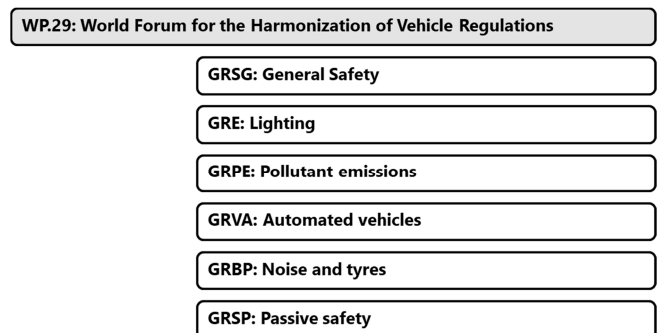 WP.29: World Forum for the Harmonization of Vehicle Regulations
GRSG: General Safety
GRE: Lighting
GRPE: Pollutant emissions
GRVA: Automated vehicles
GRBP: Noise and tyres
GRSP: Passive safety